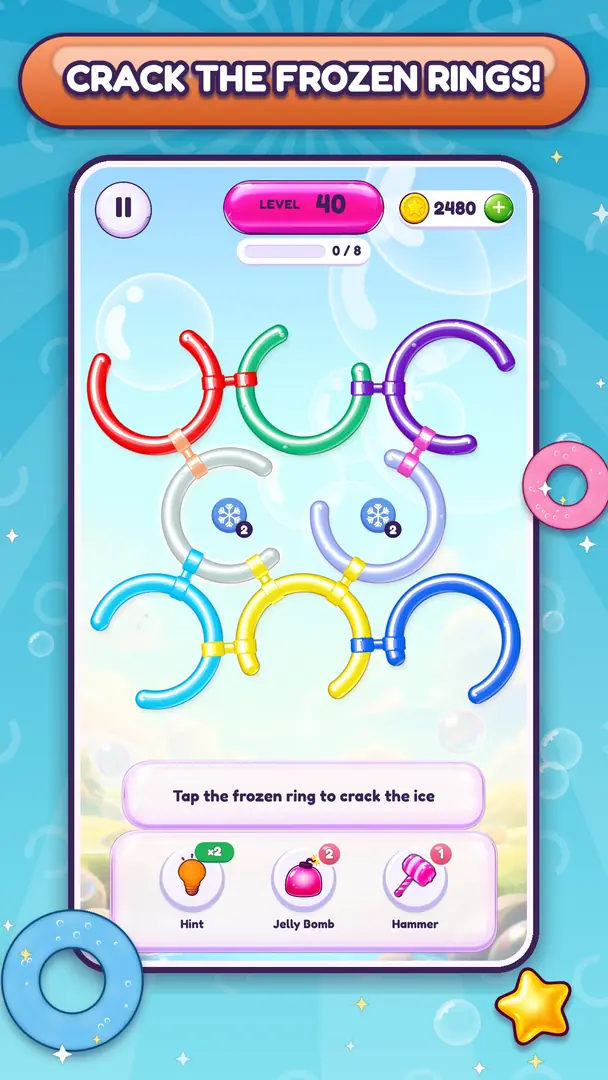 CRACK THE FROZEN RINGS!
LEVEL 40
2480 +
0 / 8
2
2
Tap the frozen ring to crack the ice
×2
2
1
Hint
Jelly Bomb
Hammer